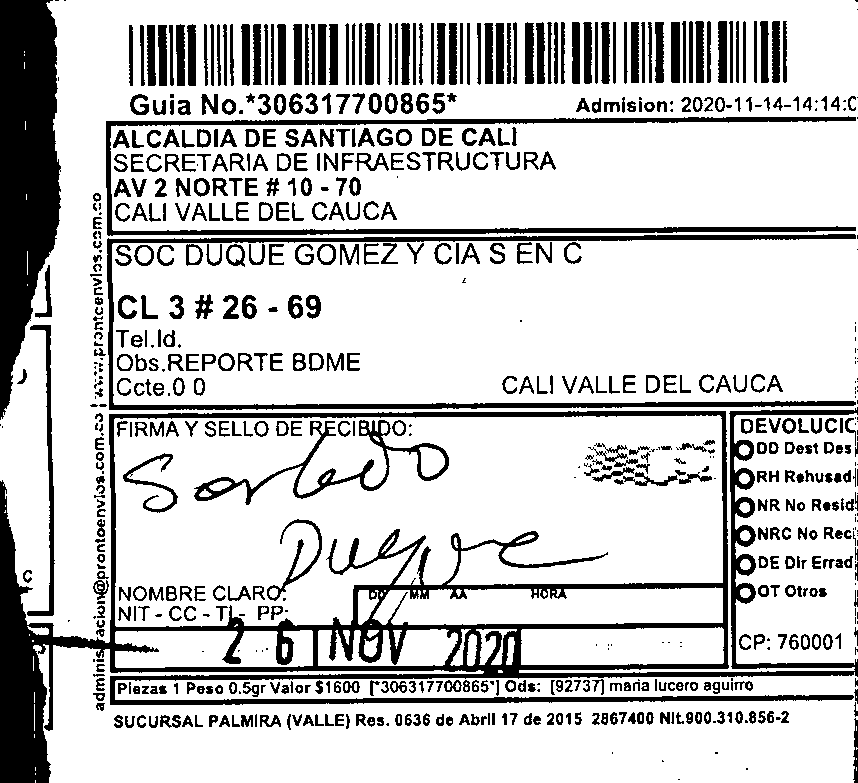 Guia No.*306317700865*
Admision: 2020-11-14-14:14:0
ALCALDIA DE SANTIAGO DE CALI
SECRETARIA DE INFRAESTRUCTURA
AV 2 NORTE # 10 - 70
CALI VALLE DEL CAUCA
SOC DUQUE GOMEZ Y CIA S EN C
CL 3 # 26 - 69
Tel.Id.
Obs.REPORTE BDME
Ccte.0 0
CALI VALLE DEL CAUCA
www.prontoenvios.com.co
administracion@prontoenvios.com.co
FIRMA Y SELLO DE RECIBIDO:
Duque
NOMBRE CLARO:
NIT - CC - TI - PP:
DD MM AA HORA
2 6 NOV 2020
DEVOLUCIO
DD Dest Des
RH Rehusad
NR No Resid
NRC No Reci
DE Dir Errad
OT Otros
CP: 760001
Piezas 1 Peso 0.5gr Valor $1600 [*306317700865*] Ods: [92737] maria lucero aguirro
SUCURSAL PALMIRA (VALLE) Res. 0636 de Abril 17 de 2015 2867400 Nit.900.310.856-2